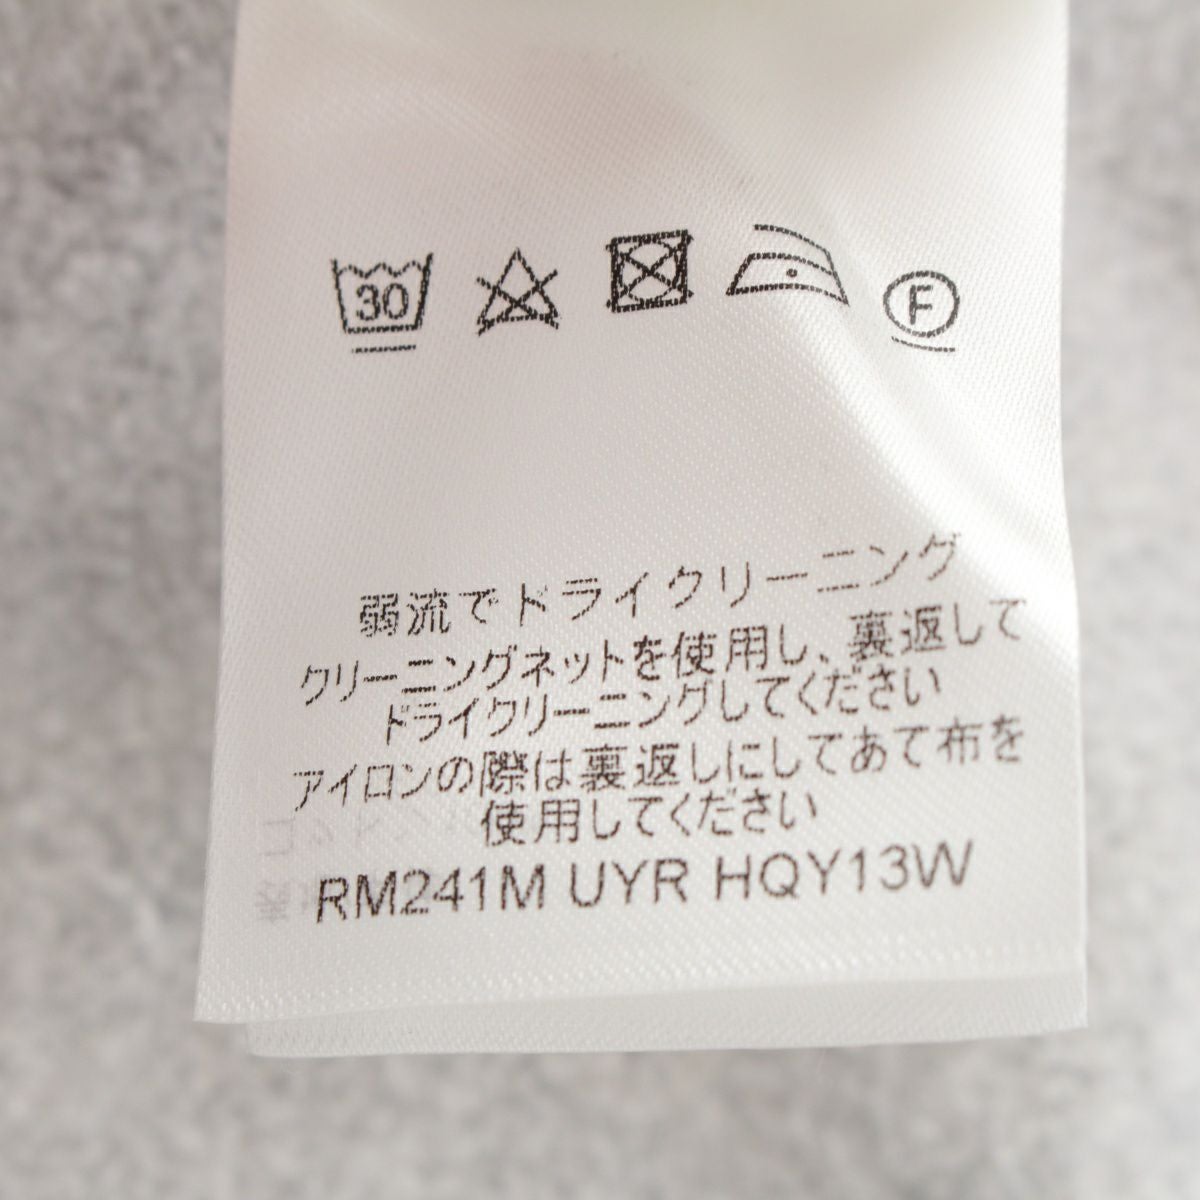 30
F
弱流でドライクリーニング
クリーニングネットを使用し、裏返して
ドライクリーニングしてください
アイロンの際は裏返しにしてあて布を
使用してください
RM241M UYR HQY13W